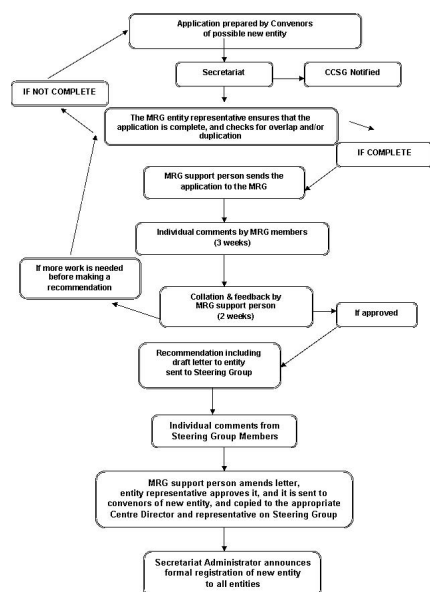 Application prepared by Convenors
of possible new entity
Secretariat
CCSG Notified
IF NOT COMPLETE
The MRG entity representative ensures that the
application is complete, and checks for overlap and/or
duplication
IF COMPLETE
MRG support person sends the
application to the MRG
Individual comments by MRG members
(3 weeks)
If more work is needed
before making a
recommendation
Collation & feedback by
MRG support person
(2 weeks)
If approved
Recommendation including
draft letter to entity
sent to Steering Group
Individual comments from
Steering Group Members
MRG support person amends letter,
entity representative approves it, and it is sent to
convenors of new entity, and copied to the appropriate
Centre Director and representative on Steering Group
Secretariat Administrator announces
formal registration of new entity
to all entities